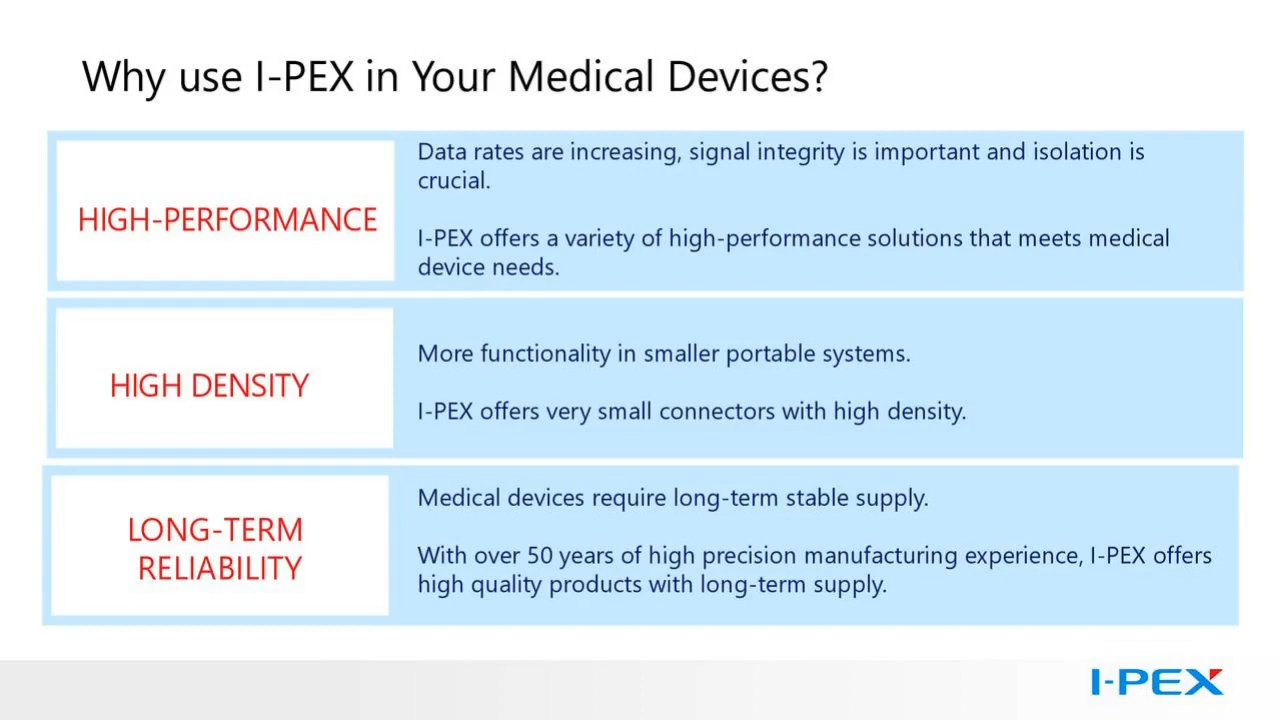 Why use I-PEX in Your Medical Devices?
HIGH-PERFORMANCE
Data rates are increasing, signal integrity is important and isolation is
crucial.
I-PEX offers a variety of high-performance solutions that meets medical
device needs.
HIGH DENSITY
More functionality in smaller portable systems.
I-PEX offers very small connectors with high density.
LONG-TERM
RELIABILITY
Medical devices require long-term stable supply.
With over 50 years of high precision manufacturing experience, I-PEX offers
high quality products with long-term supply.
I-PEX